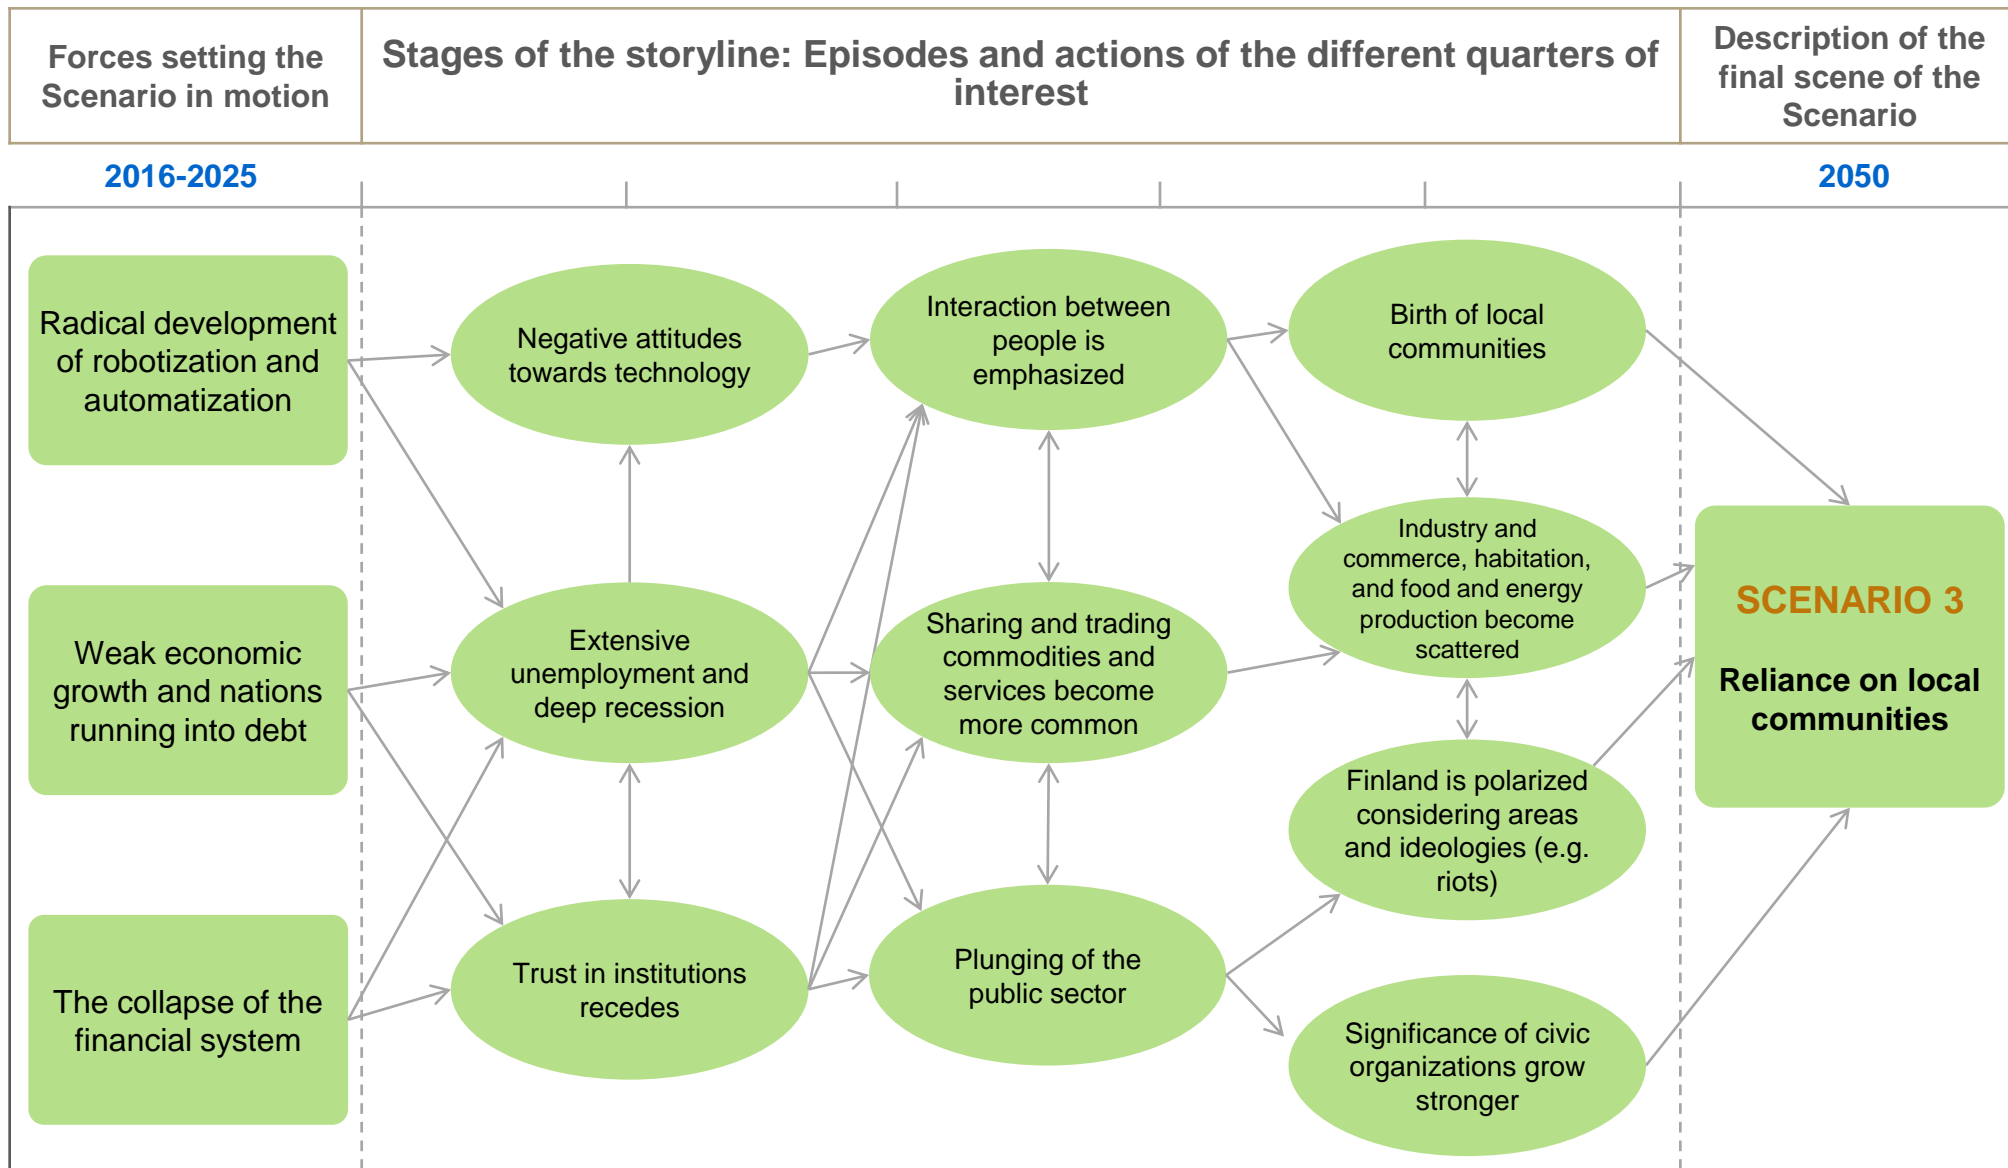 Forces setting the
Scenario in motion
Stages of the storyline: Episodes and actions of the different quarters of
interest
Description of the
final scene of the
Scenario
2016-2025
2050
Radical development
of robotization and
automatization
Weak economic
growth and nations
running into debt
The collapse of the
financial system
Negative attitudes
towards technology
Extensive
unemployment and
deep recession
Trust in institutions
recedes
Interaction between
people is
emphasized
Sharing and trading
commodities and
services become
more common
Plunging of the
public sector
Birth of local
communities
Industry and
commerce, habitation,
and food and energy
production become
scattered
Finland is polarized
considering areas
and ideologies (e.g.
riots)
Significance of civic
organizations grow
stronger
SCENARIO 3
Reliance on local
communities